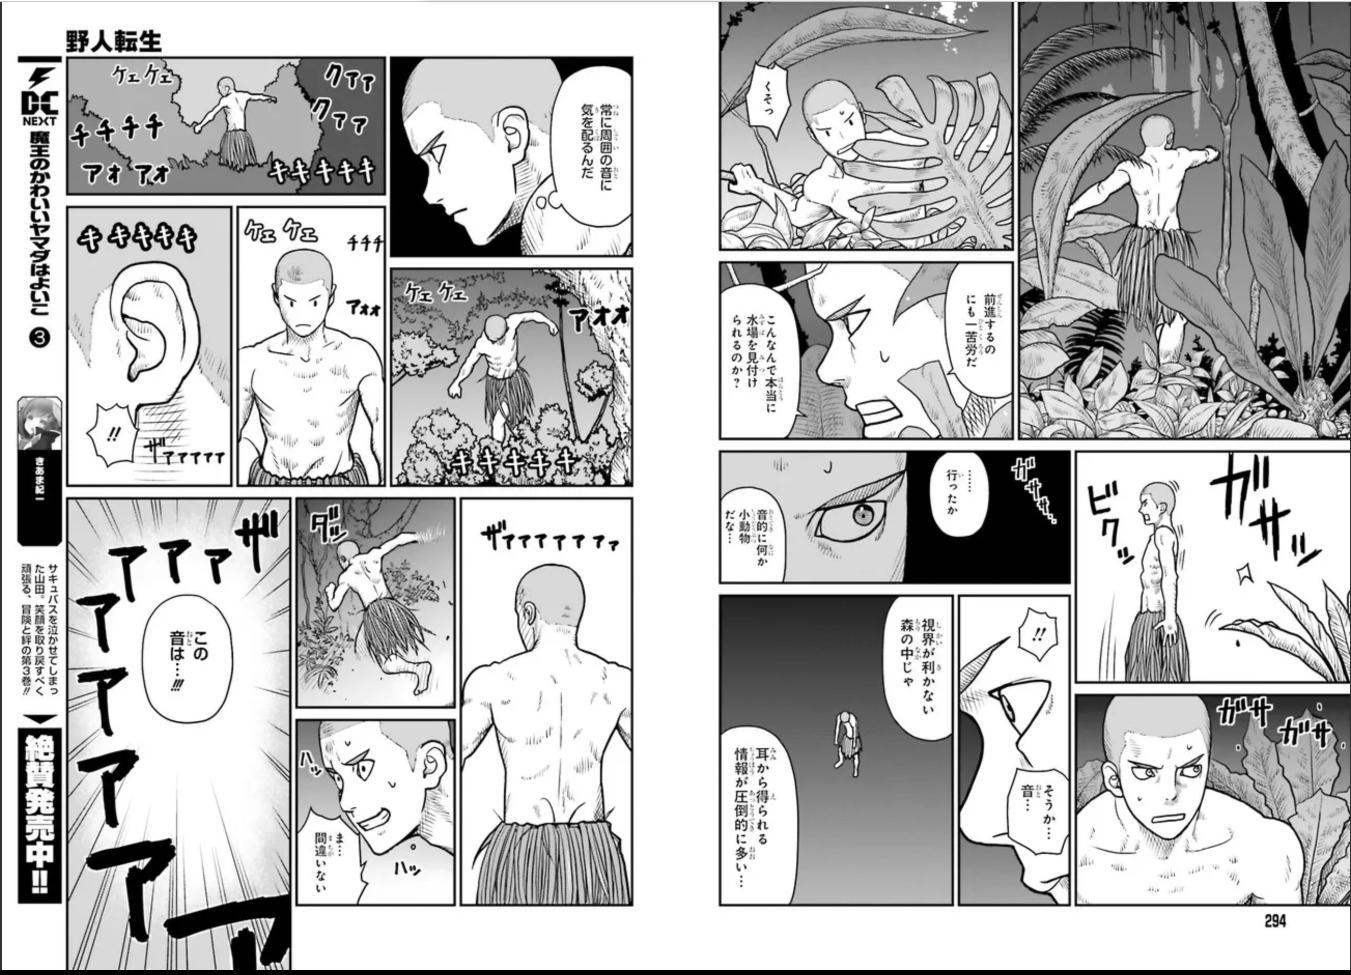 くそっ
前進するの
にも一苦労だ
こんなんで本当に
水場を見付け
られるのか？
ガサッ
ビクッ
ガサササ…
……
行ったか
音的に何か
小動物
だな…
ガサ
ガサ
!!
そうか…
音…
視界が利かない
森の中じゃ
耳から得られる
情報が圧倒的に多い…
294
野人転生
常に周囲の音に
気を配るんだ
クァァ
クァァ
ケェ ケェ
チチチチ
アォ アォ
キキキキキ
ケェ ケェ
アォォ
キキキキキ
チチチ
ケェ ケェ
アォォ
キキキキキ
!!
ザァァァァァ
ザァァァァァァァ
ダッ
ハッ
ハッ
ま…
間違いない
ザァァァァァァァァ
この
音は…!!!
DC
NEXT
魔王のかわいいヤマダはよいこ
3
きあま紀一
サキュバスを泣かせてしまっ
た山田。笑顔を取り戻すべく
頑張る、冒険と絆の第3巻!!
絶賛発売中!!